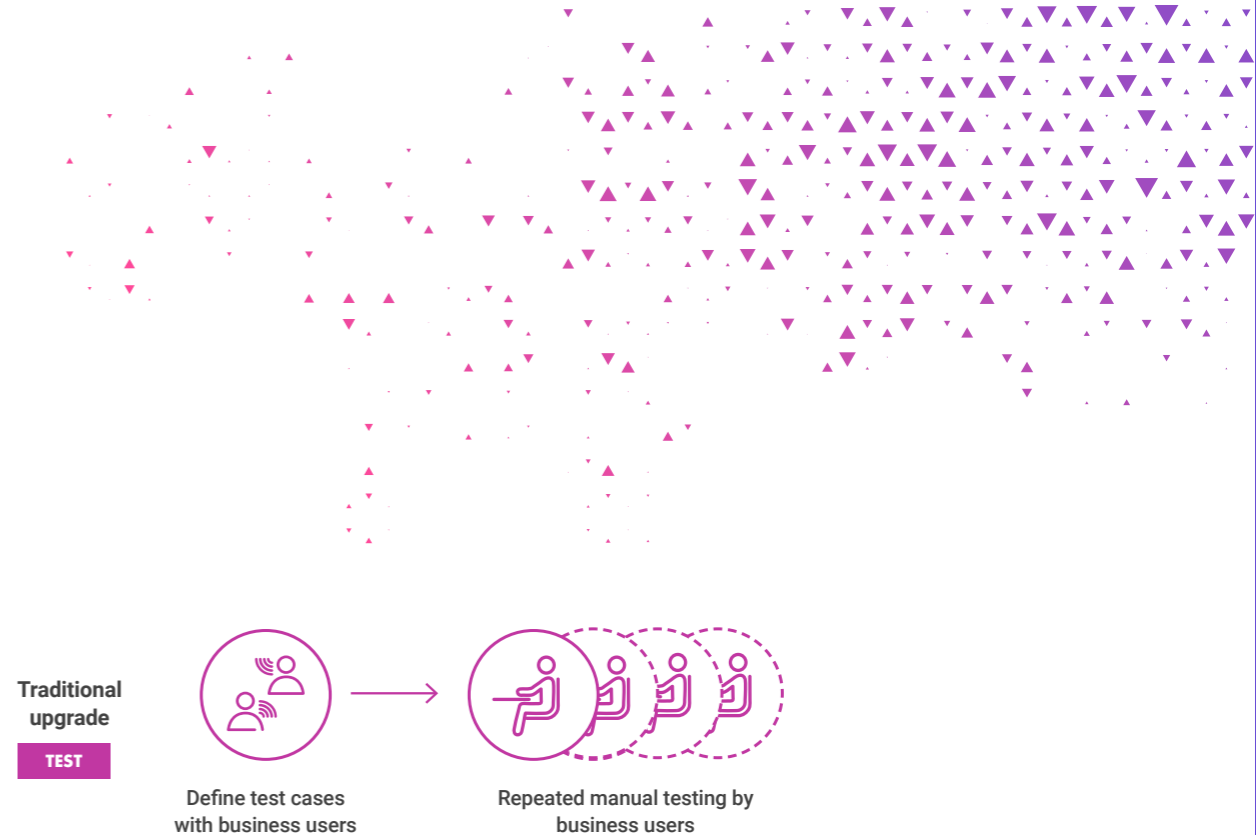 Traditional
upgrade
TEST
Define test cases
with business users
Repeated manual testing by
business users